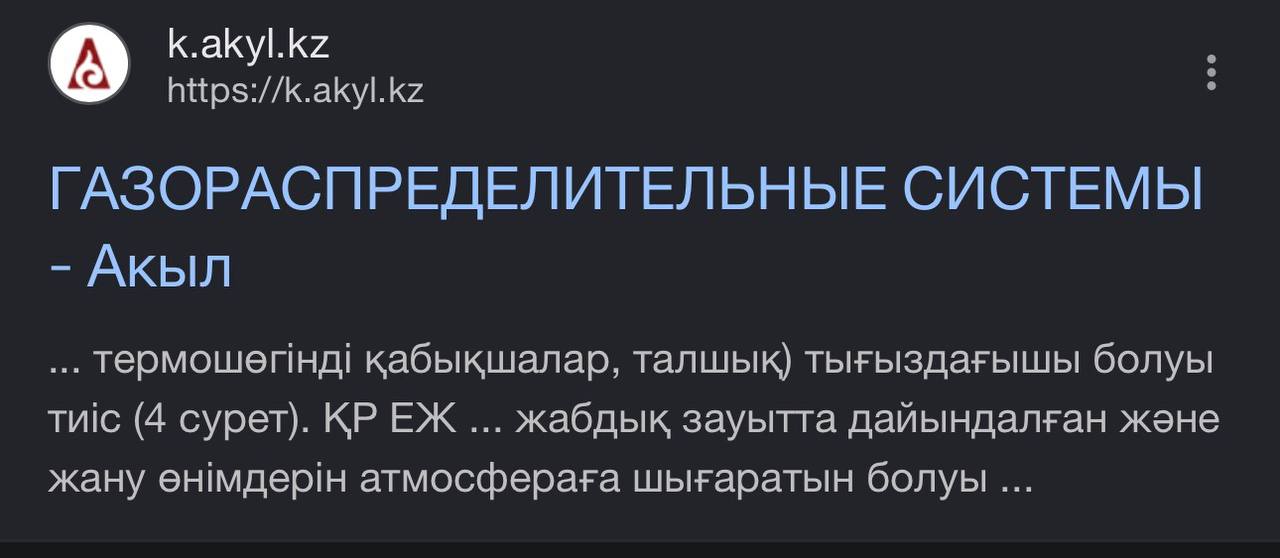 k.akyl.kz
https://k.akyl.kz
ГАЗОРАСПРЕДЕЛИТЕЛЬНЫЕ СИСТЕМЫ
- Акыл
... термошөгінді қабықшалар, талшық) тығыздағышы болуы
тиіс (4 сурет). ҚР ЕЖ ... жабдық зауытта дайындалған және
жану өнімдерін атмосфераға шығаратын болуы ...